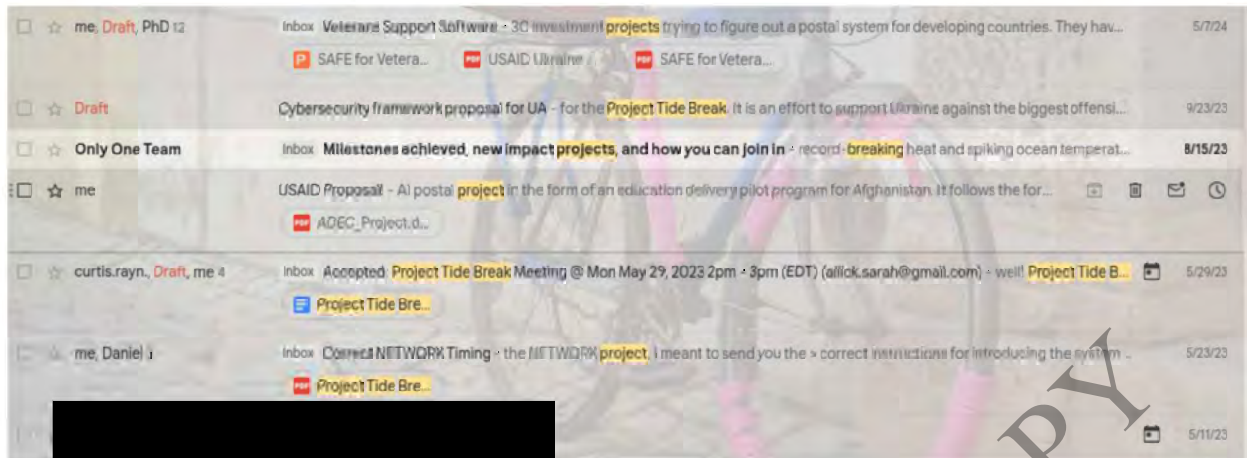 me, Draft, PhD 12 Inbox Veterans Support Software - 3C investment projects trying to figure out a postal system for developing countries. They hav... 5/7/24
SAFE for Vetera... USAID Ukraine SAFE for Vetera...
Draft Cybersecurity framework proposal for UA - for the Project Tide Break. It is an effort to support Ukraine against the biggest offensi... 9/23/23
Only One Team Inbox Milestones achieved, new impact projects, and how you can join in - record-breaking heat and spiking ocean temperat... 8/15/23
me USAID Proposal - AI postal project in the form of an education delivery pilot program for Afghanistan. It follows the for...
PDF ADEC_Project.d...
curtis.rayn., Draft, me 4 Inbox Accepted: Project Tide Break Meeting @ Mon May 29, 2023 2pm - 3pm (EDT) (allick.sarah@gmail.com) - well! Project Tide B... 5/29/23
Project Tide Bre...
me, Daniel Inbox Correct NETWORK Timing - the NETWORK project, I meant to send you the correct instructions for introducing the system 5/23/23
PDF Project Tide Bre...
5/11/23
PY